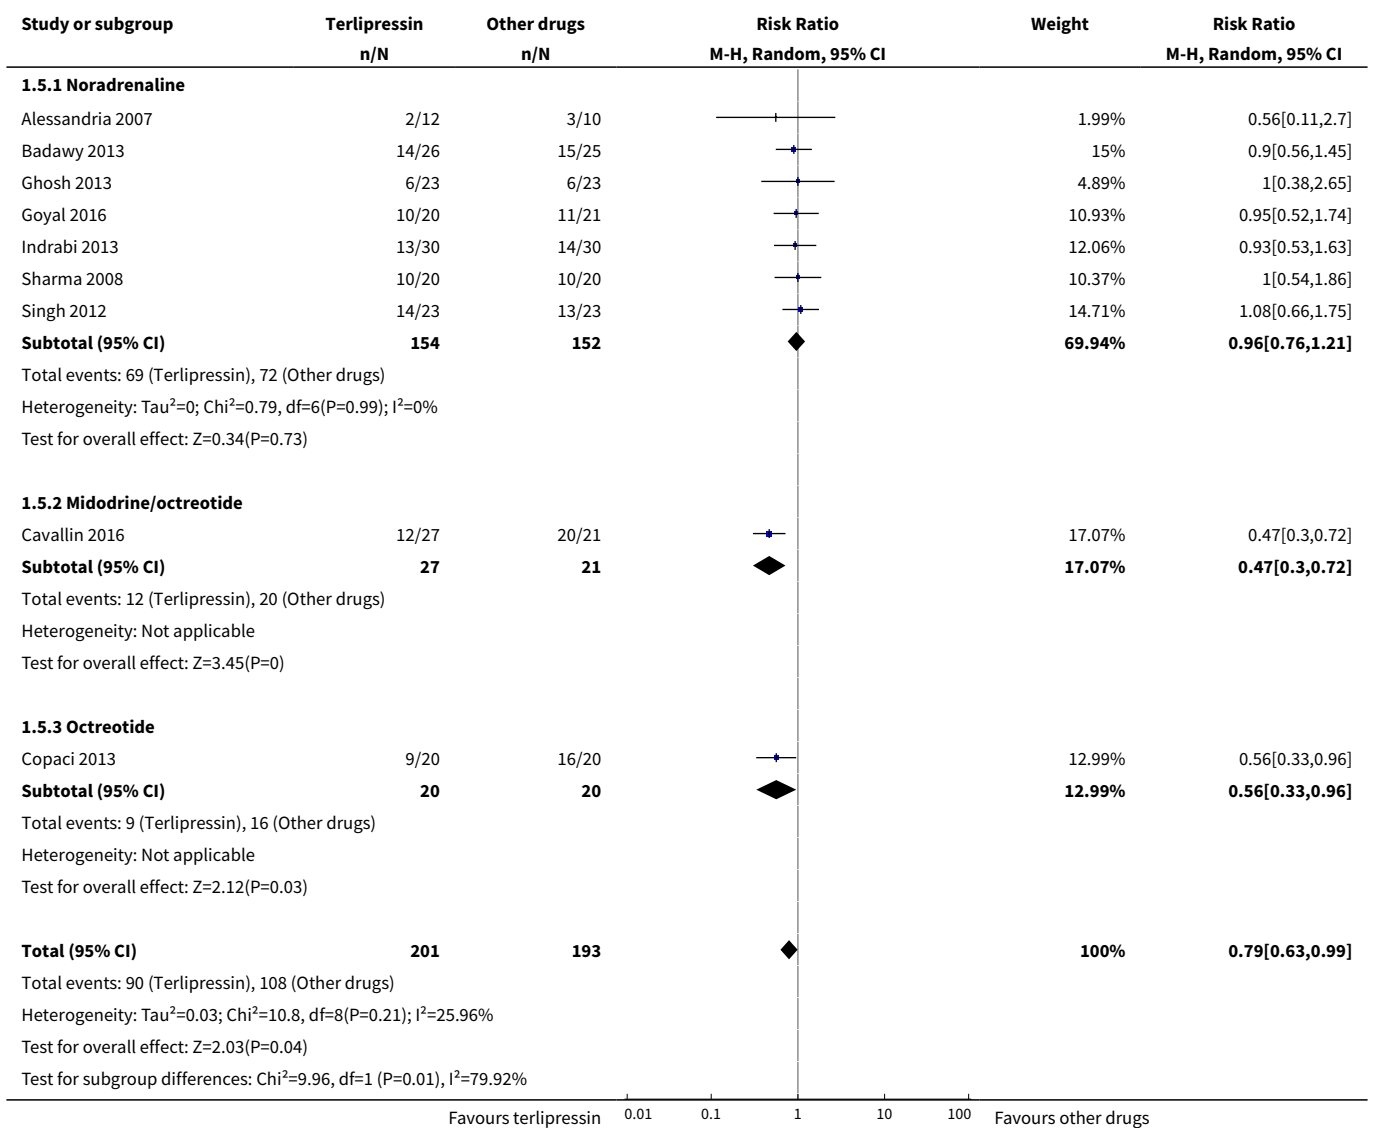 Study or subgroup Terlipressin Other drugs Risk Ratio Weight Risk Ratio
n/N n/N M-H, Random, 95% CI M-H, Random, 95% CI
1.5.1 Noradrenaline
Alessandria 2007 2/12 3/10 1.99% 0.56[0.11,2.7]
Badawy 2013 14/26 15/25 15% 0.9[0.56,1.45]
Ghosh 2013 6/23 6/23 4.89% 1[0.38,2.65]
Goyal 2016 10/20 11/21 10.93% 0.95[0.52,1.74]
Indrabi 2013 13/30 14/30 12.06% 0.93[0.53,1.63]
Sharma 2008 10/20 10/20 10.37% 1[0.54,1.86]
Singh 2012 14/23 13/23 14.71% 1.08[0.66,1.75]
Subtotal (95% CI) 154 152 69.94% 0.96[0.76,1.21]
Total events: 69 (Terlipressin), 72 (Other drugs)
Heterogeneity: Tau²=0; Chi²=0.79, df=6(P=0.99); I²=0%
Test for overall effect: Z=0.34(P=0.73)
1.5.2 Midodrine/octreotide
Cavallin 2016 12/27 20/21 17.07% 0.47[0.3,0.72]
Subtotal (95% CI) 27 21 17.07% 0.47[0.3,0.72]
Total events: 12 (Terlipressin), 20 (Other drugs)
Heterogeneity: Not applicable
Test for overall effect: Z=3.45(P=0)
1.5.3 Octreotide
Copaci 2013 9/20 16/20 12.99% 0.56[0.33,0.96]
Subtotal (95% CI) 20 20 12.99% 0.56[0.33,0.96]
Total events: 9 (Terlipressin), 16 (Other drugs)
Heterogeneity: Not applicable
Test for overall effect: Z=2.12(P=0.03)
Total (95% CI) 201 193 100% 0.79[0.63,0.99]
Total events: 90 (Terlipressin), 108 (Other drugs)
Heterogeneity: Tau²=0.03; Chi²=10.8, df=8(P=0.21); I²=25.96%
Test for overall effect: Z=2.03(P=0.04)
Test for subgroup differences: Chi²=9.96, df=1 (P=0.01), I²=79.92%
Favours terlipressin 0.01 0.1 1 10 100 Favours other drugs